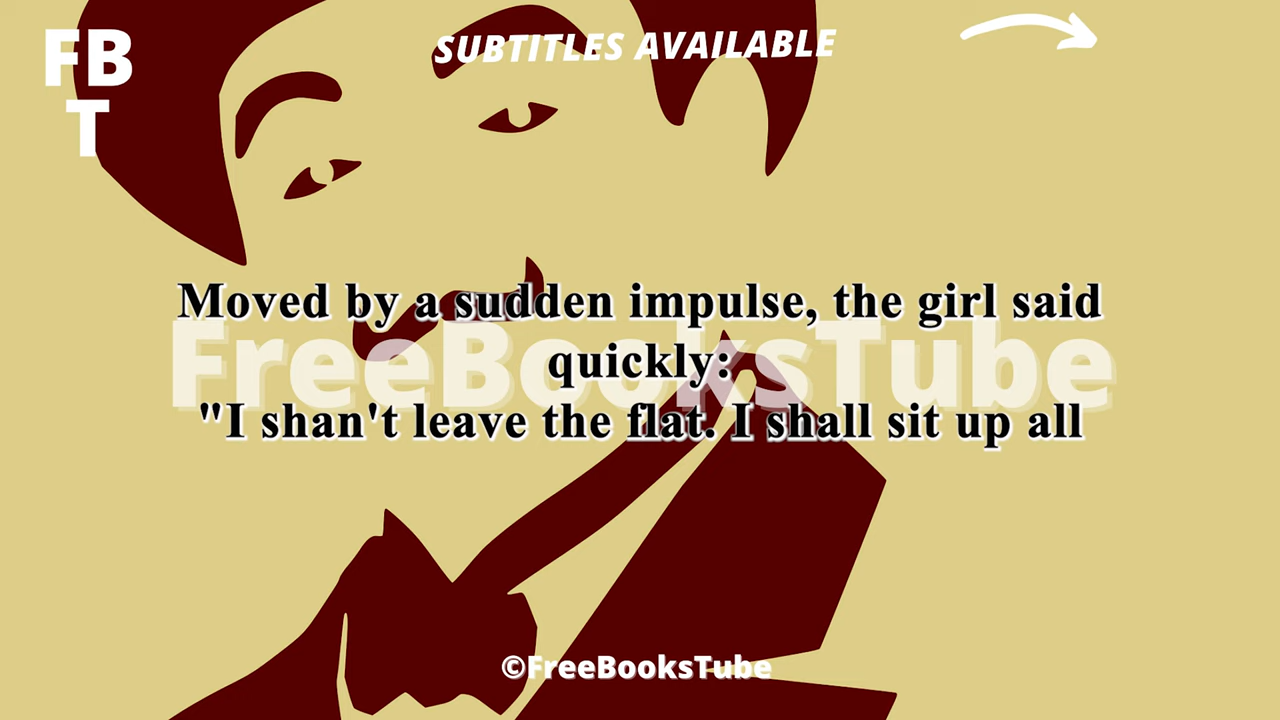 FB
T
SUBTITLES AVAILABLE
Moved by a sudden impulse, the girl said
quickly:
FreeBooksTube
"I shan't leave the flat. I shall sit up all
©FreeBooksTube